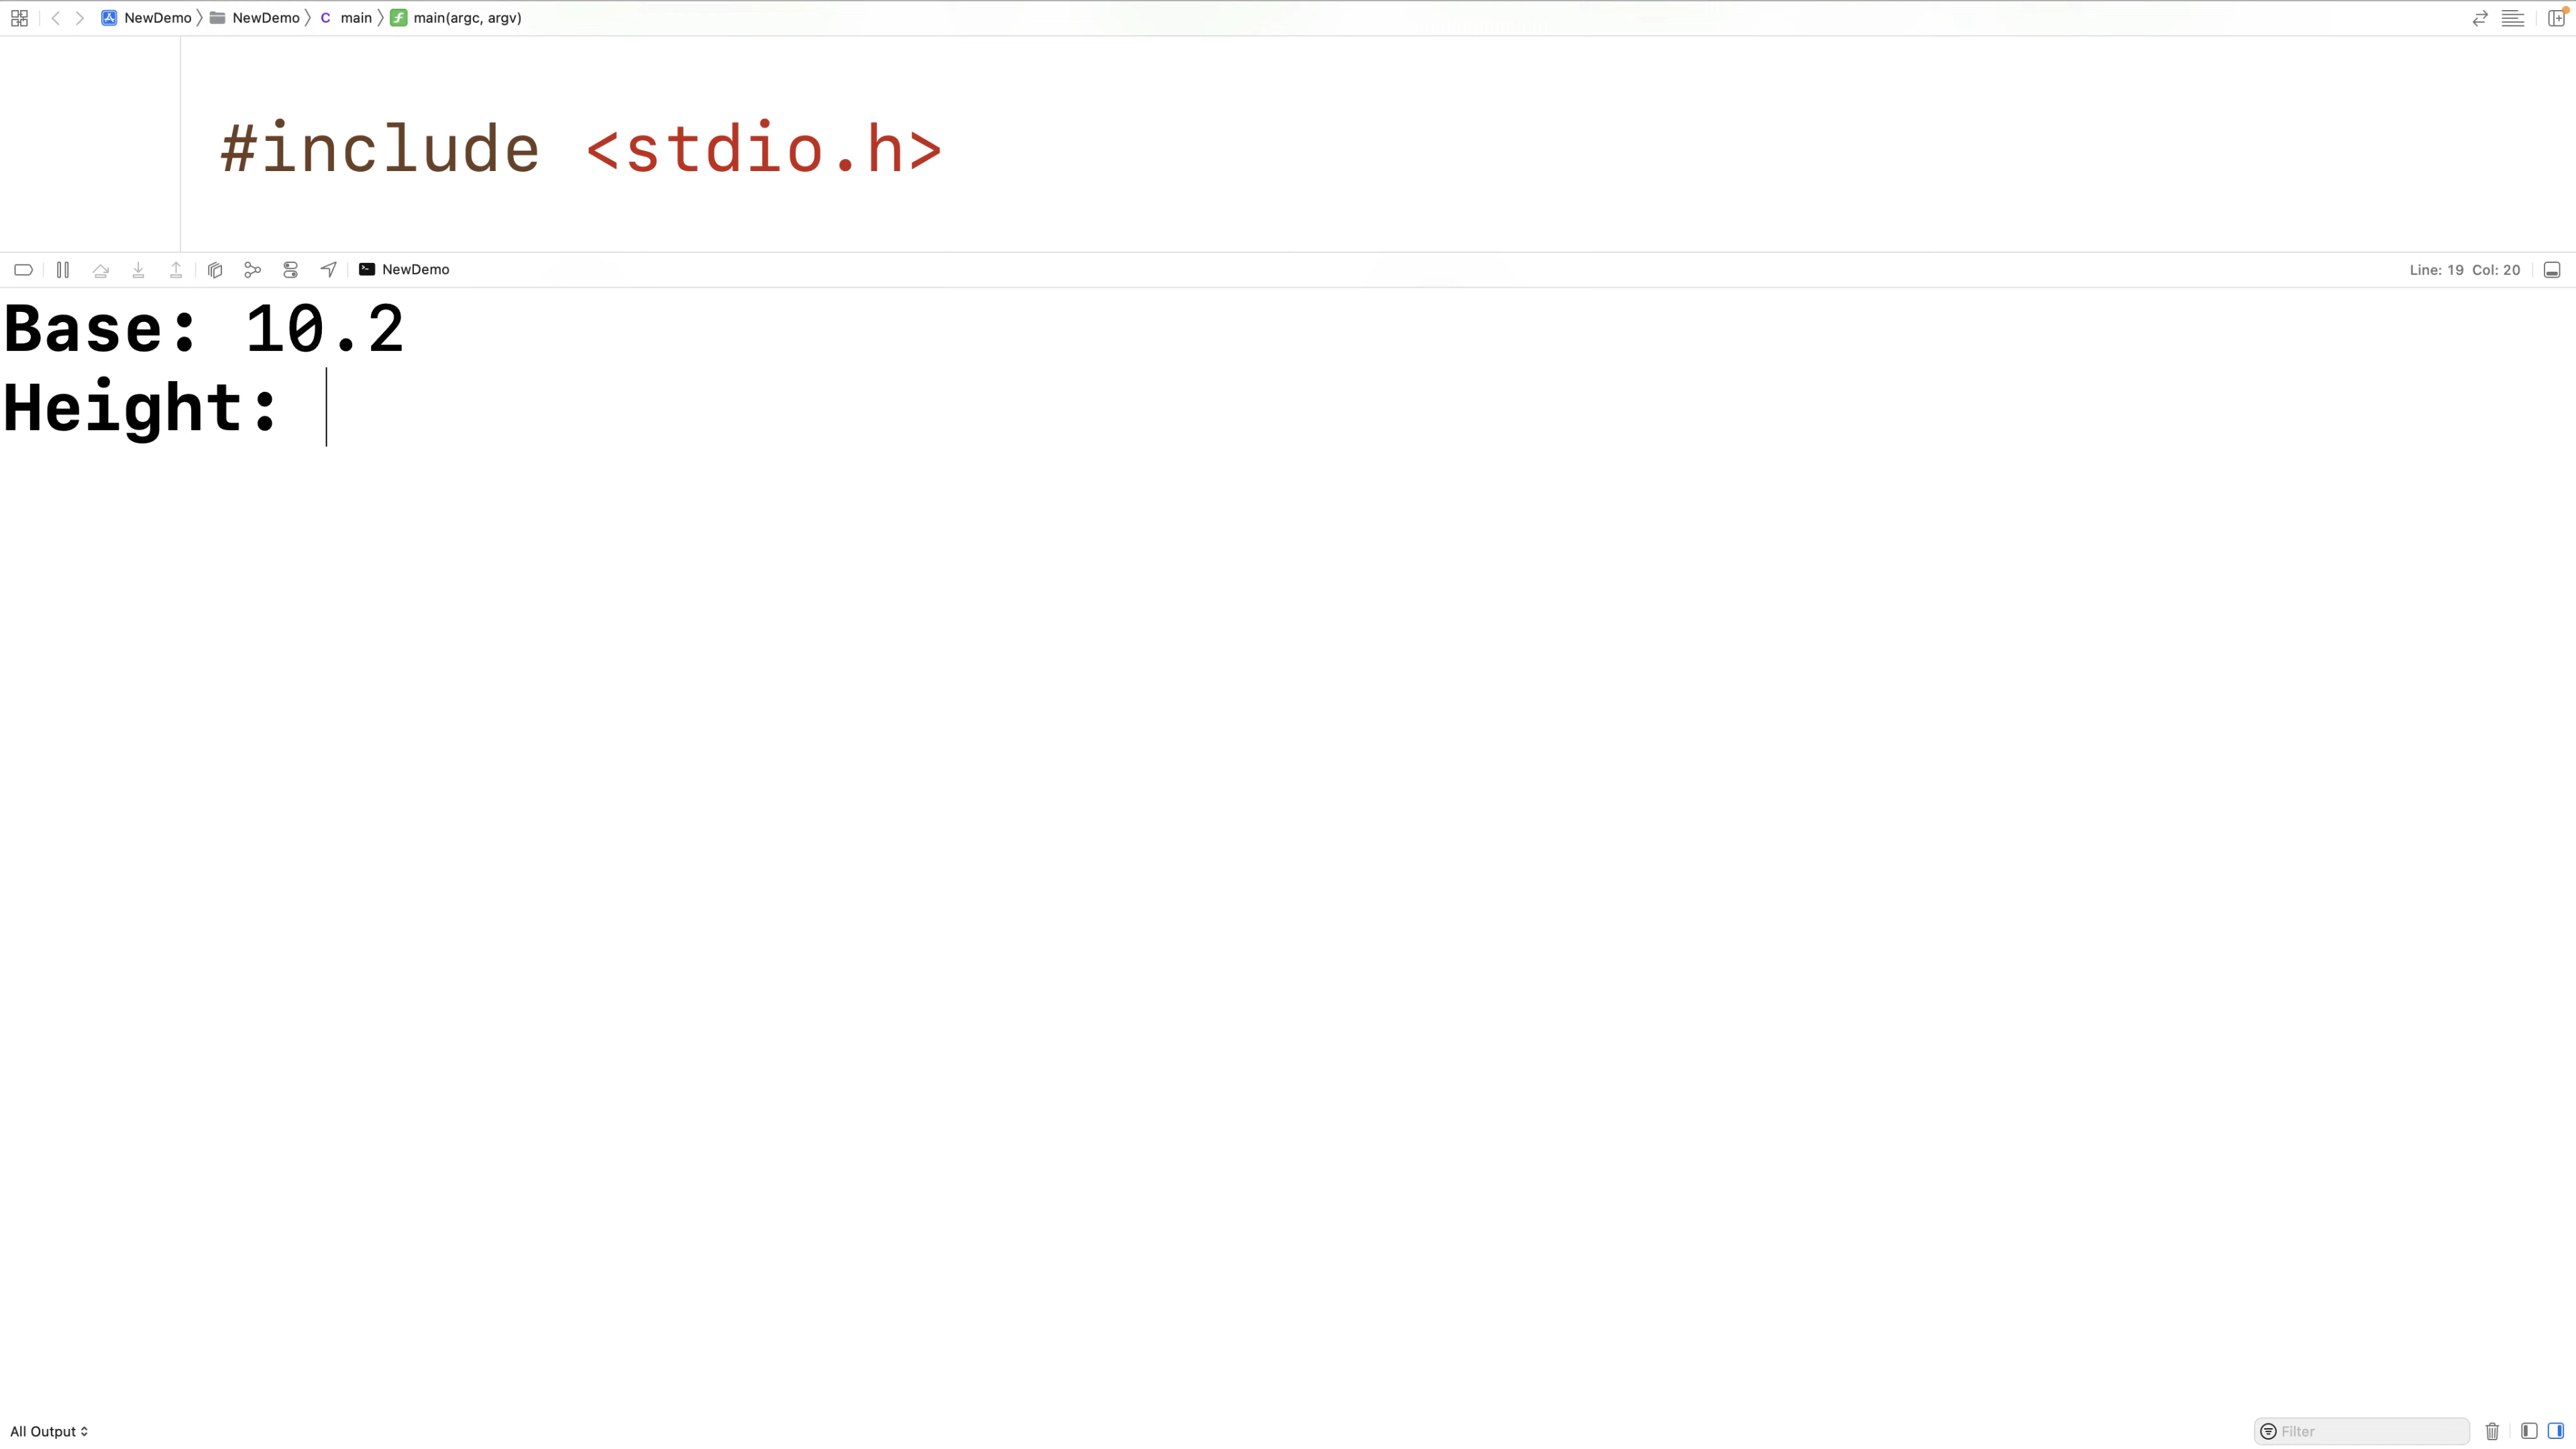 NewDemo NewDemo C main f main(argc, argv)
#include <stdio.h>
NewDemo Line: 19 Col: 20
Base: 10.2
Height:
All Output Filter